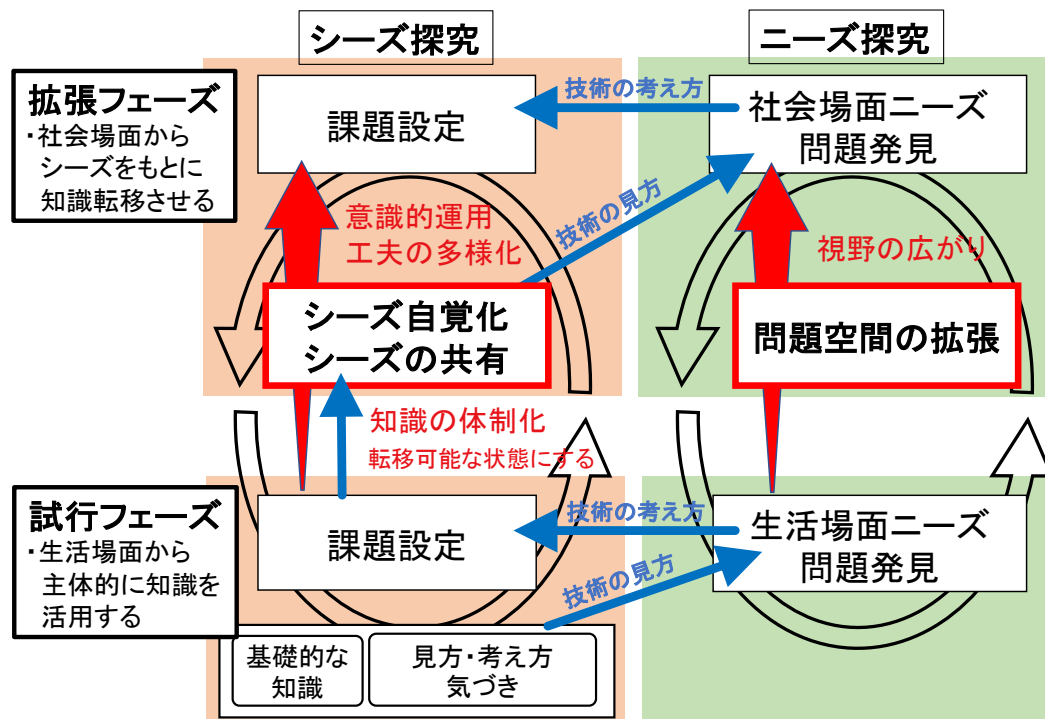 シーズ探究
ニーズ探究
拡張フェーズ
・社会場面から
シーズをもとに
知識転移させる
課題設定
技術の考え方
社会場面ニーズ
問題発見
意識的運用
工夫の多様化
技術の見方
視野の広がり
シーズ自覚化
シーズの共有
問題空間の拡張
知識の体制化
転移可能な状態にする
試行フェーズ
・生活場面から
主体的に知識を
活用する
課題設定
技術の考え方
生活場面ニーズ
問題発見
技術の見方
基礎的な
知識
見方・考え方
気づき